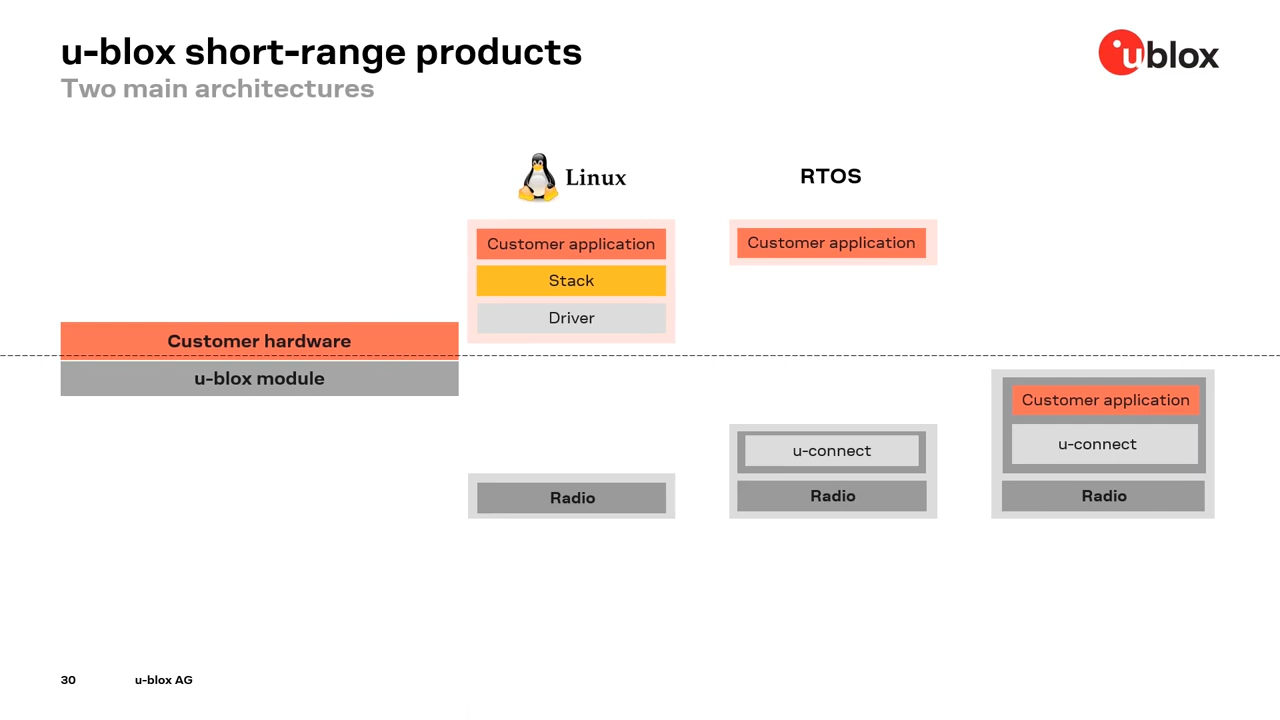 u-blox short-range products
Two main architectures
ublox
Linux
RTOS
Customer application
Stack
Driver
Customer application
Customer hardware
u-blox module
Radio
u-connect
Radio
Customer application
u-connect
Radio
30
u-blox AG